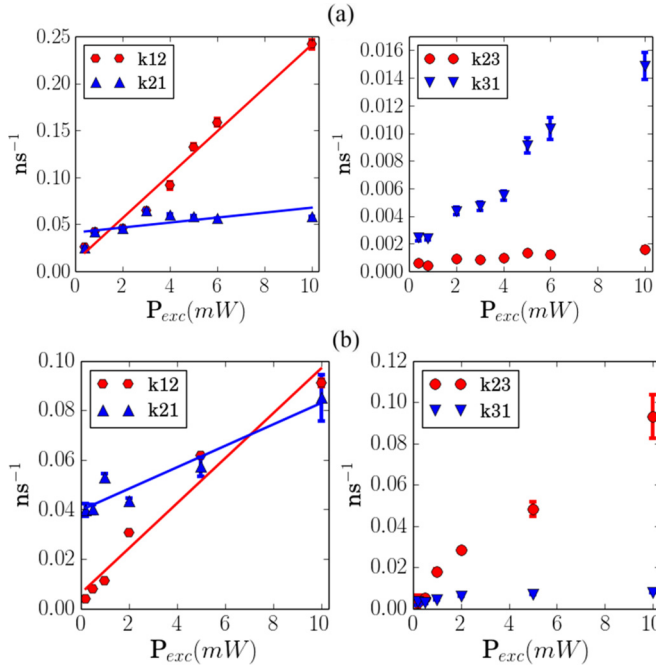 (a)
0.25
0.20
0.15
0.10
0.05
0.00
ns⁻¹
k12
k21
0 2 4 6 8 10
P_exc(mW)
0.016
0.014
0.012
0.010
0.008
0.006
0.004
0.002
0.000
ns⁻¹
k23
k31
0 2 4 6 8 10
P_exc(mW)
(b)
0.10
0.08
0.06
0.04
0.02
0.00
ns⁻¹
k12
k21
0 2 4 6 8 10
P_exc(mW)
0.12
0.10
0.08
0.06
0.04
0.02
0.00
ns⁻¹
k23
k31
0 2 4 6 8 10
P_exc(mW)